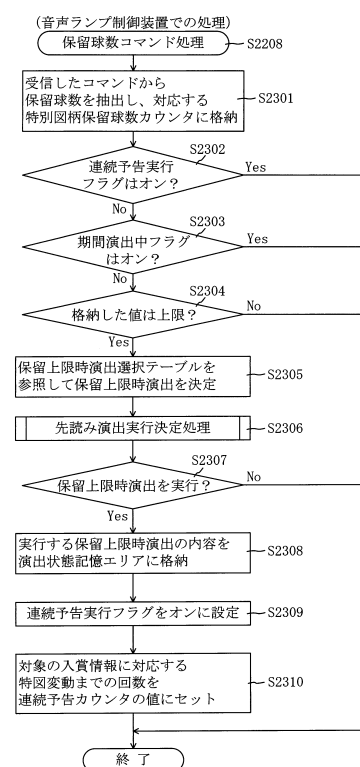 (音声ランプ制御装置での処理)
保留球数コマンド処理
S2208
受信したコマンドから
保留球数を抽出し、対応する
特別図柄保留球数カウンタに格納
S2301
S2302
連続予告実行
フラグはオン?
Yes
No
S2303
期間演出中フラグ
はオン?
Yes
No
S2304
格納した値は上限?
No
Yes
保留上限時演出選択テーブルを
参照して保留上限時演出を決定
S2305
先読み演出実行決定処理
S2306
S2307
保留上限時演出を実行?
No
Yes
実行する保留上限時演出の内容を
演出状態記憶エリアに格納
S2308
連続予告実行フラグをオンに設定
S2309
対象の入賞情報に対応する
特図変動までの回数を
連続予告カウンタの値にセット
S2310
終了